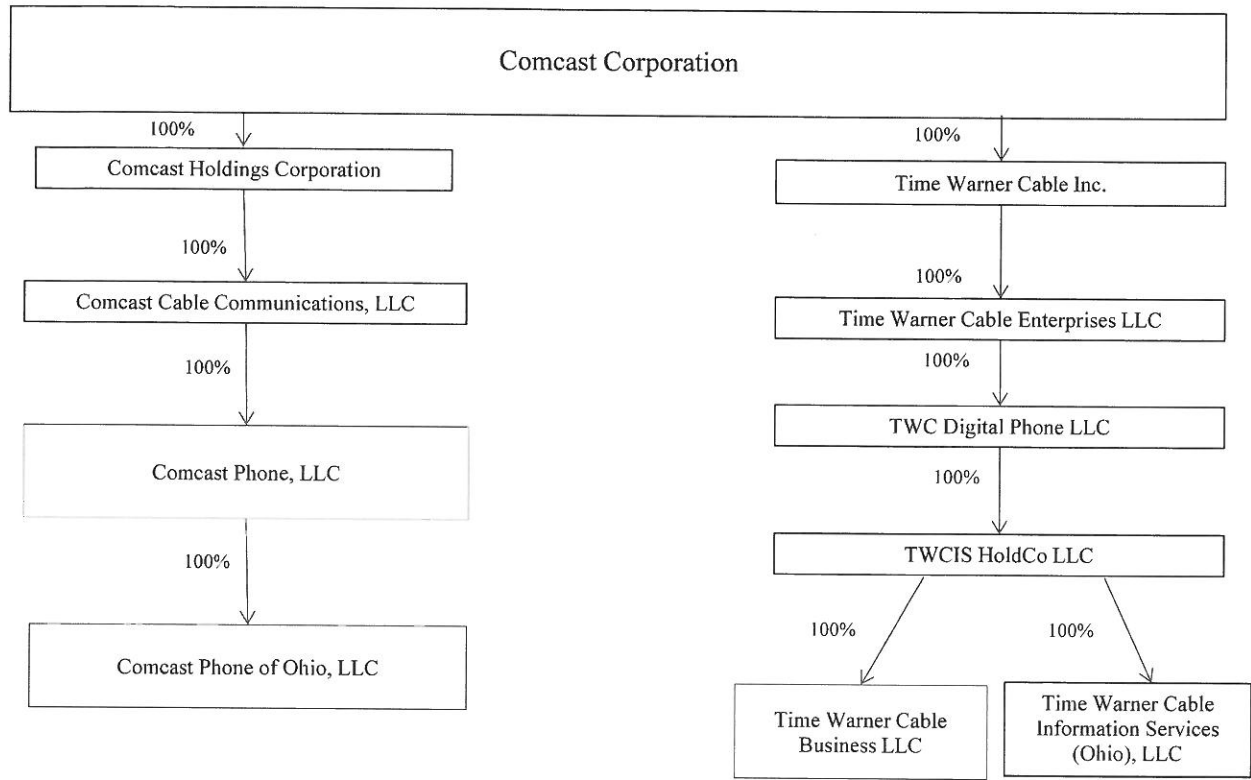 Comcast Corporation
100%
100%
Comcast Holdings Corporation
Time Warner Cable Inc.
100%
100%
Comcast Cable Communications, LLC
Time Warner Cable Enterprises LLC
100%
100%
TWC Digital Phone LLC
Comcast Phone, LLC
100%
100%
TWCIS HoldCo LLC
100%
100%
Comcast Phone of Ohio, LLC
Time Warner Cable
Business LLC
Time Warner Cable
Information Services
(Ohio), LLC